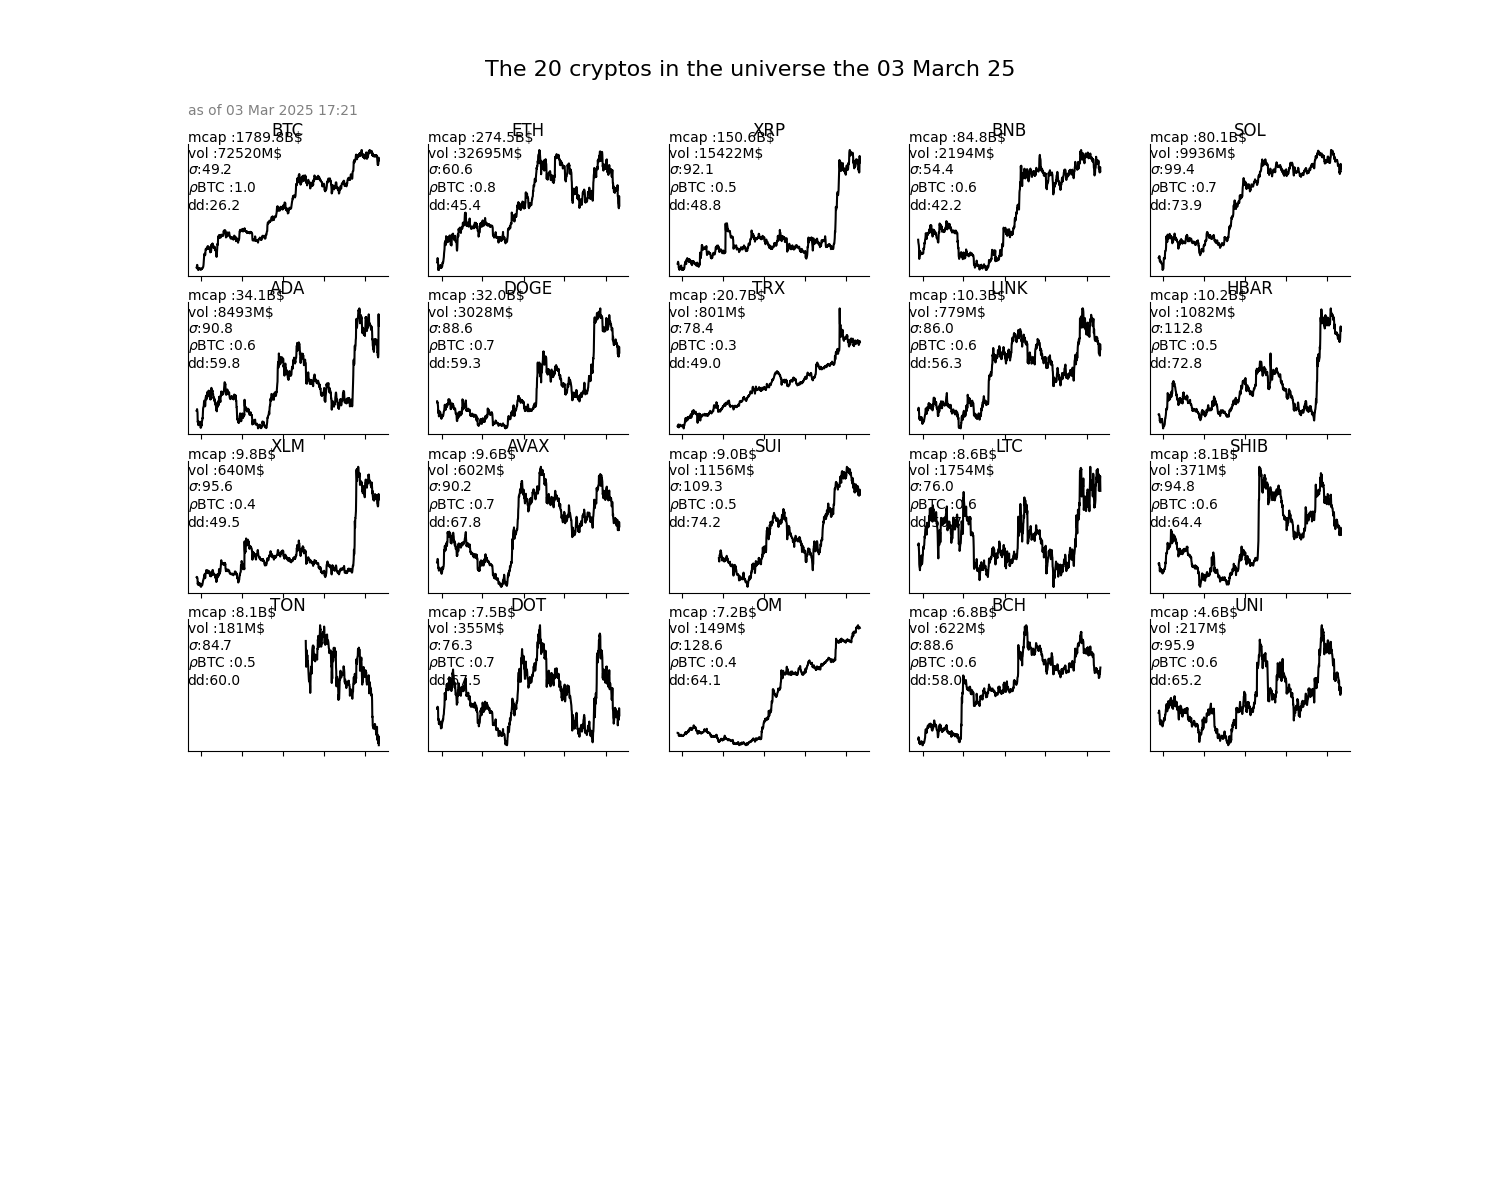 The 20 cryptos in the universe the 03 March 25
as of 03 Mar 2025 17:21
BTC
mcap :1789.8B$
vol :72520M$
σ:49.2
ρBTC :1.0
dd:26.2
ETH
mcap :274.5B$
vol :32695M$
σ:60.6
ρBTC :0.8
dd:45.4
XRP
mcap :150.6B$
vol :15422M$
σ:92.1
ρBTC :0.5
dd:48.8
BNB
mcap :84.8B$
vol :2194M$
σ:54.4
ρBTC :0.6
dd:42.2
SOL
mcap :80.1B$
vol :9936M$
σ:99.4
ρBTC :0.7
dd:73.9
ADA
mcap :34.1B$
vol :8493M$
σ:90.8
ρBTC :0.6
dd:59.8
DOGE
mcap :32.0B$
vol :3028M$
σ:88.6
ρBTC :0.7
dd:59.3
TRX
mcap :20.7B$
vol :801M$
σ:78.4
ρBTC :0.3
dd:49.0
LINK
mcap :10.3B$
vol :779M$
σ:86.0
ρBTC :0.6
dd:56.3
HBAR
mcap :10.2B$
vol :1082M$
σ:112.8
ρBTC :0.5
dd:72.8
XLM
mcap :9.8B$
vol :640M$
σ:95.6
ρBTC :0.4
dd:49.5
AVAX
mcap :9.6B$
vol :602M$
σ:90.2
ρBTC :0.7
dd:67.8
SUI
mcap :9.0B$
vol :1156M$
σ:109.3
ρBTC :0.5
dd:74.2
LTC
mcap :8.6B$
vol :1754M$
σ:76.0
ρBTC :0.6
SHIB
mcap :8.1B$
vol :371M$
σ:94.8
ρBTC :0.6
dd:64.4
TON
mcap :8.1B$
vol :181M$
σ:84.7
ρBTC :0.5
dd:60.0
DOT
mcap :7.5B$
vol :355M$
σ:76.3
ρBTC :0.7
dd:67.5
OM
mcap :7.2B$
vol :149M$
σ:128.6
ρBTC :0.4
dd:64.1
BCH
mcap :6.8B$
vol :622M$
σ:88.6
ρBTC :0.6
dd:58.0
UNI
mcap :4.6B$
vol :217M$
σ:95.9
ρBTC :0.6
dd:65.2